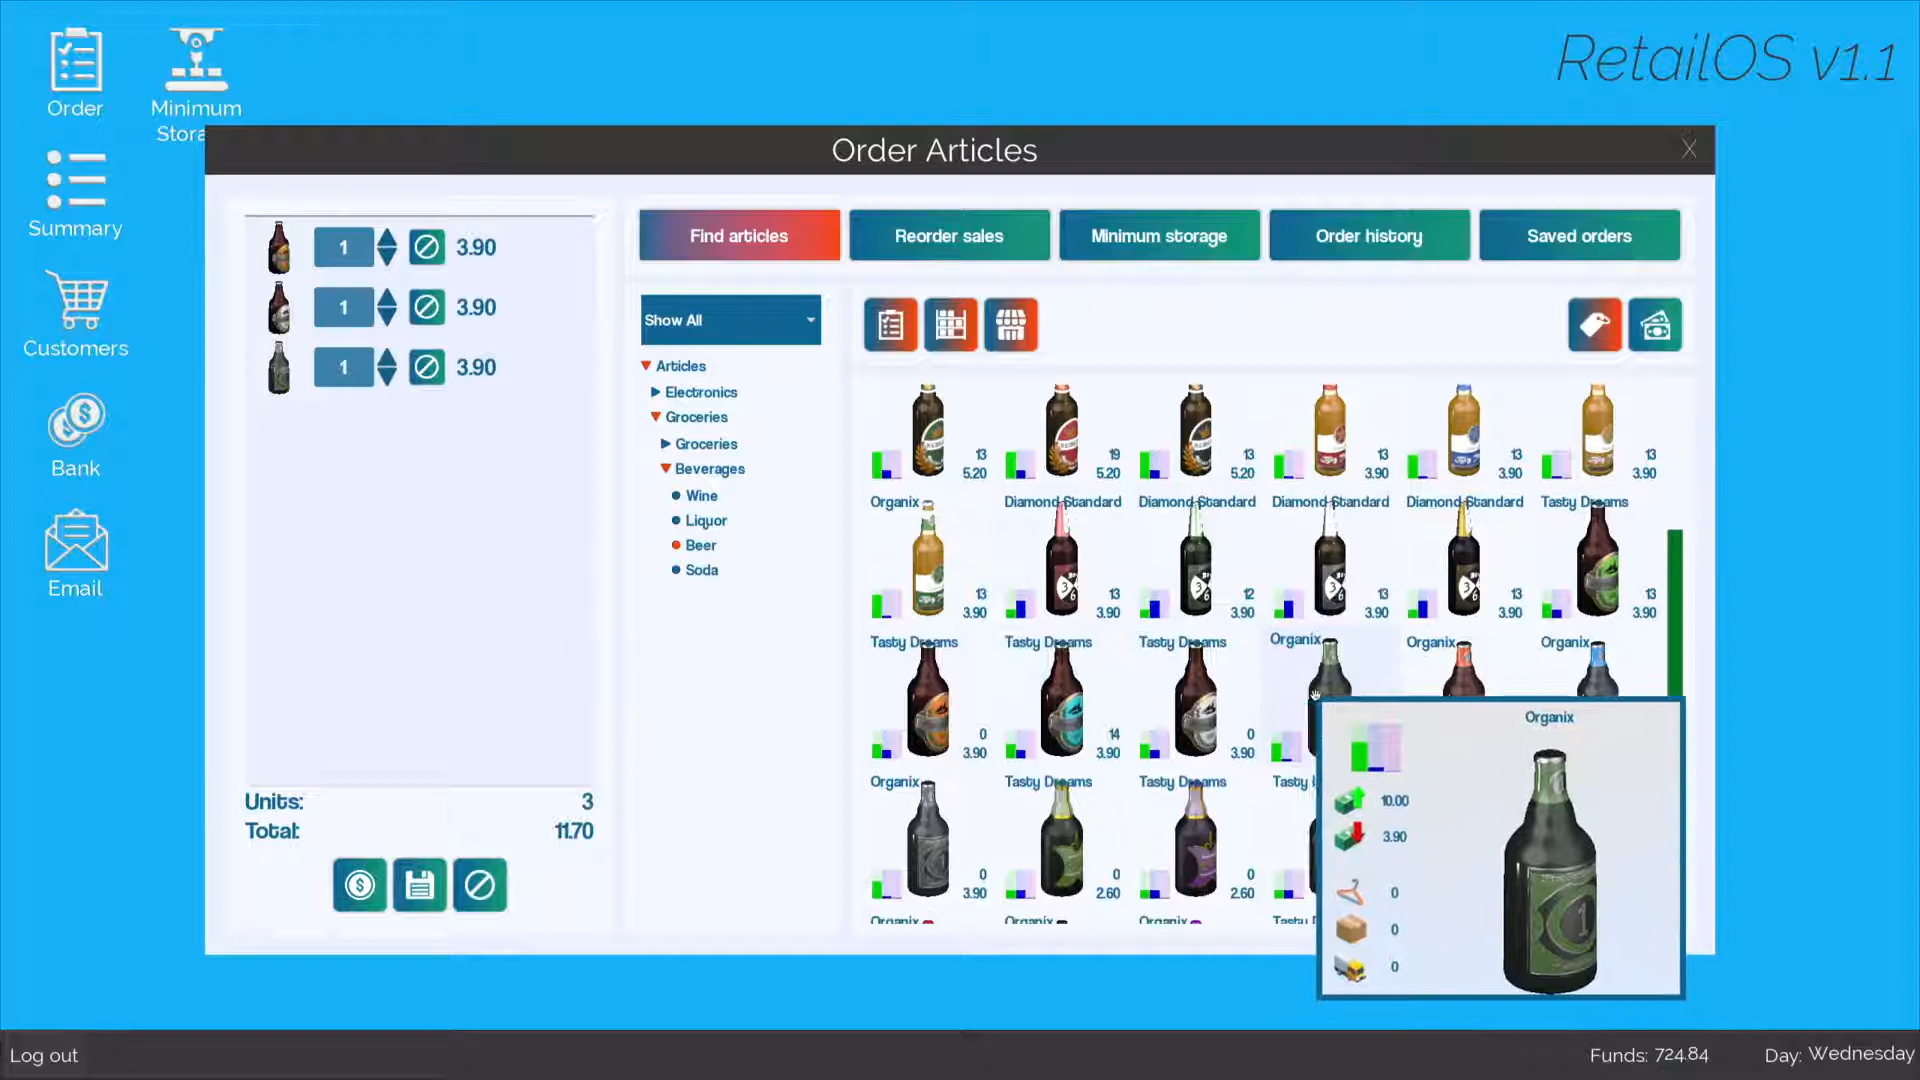 RetailOS v1.1
Order
Minimum
Stora
Summary
Customers
Bank
Email
Order Articles
X
1 3.90
1 3.90
1 3.90
Units: 3
Total: 11.70
Find articles
Reorder sales
Minimum storage
Order history
Saved orders
Show All
Articles
Electronics
Groceries
Groceries
Beverages
Wine
Liquor
Beer
Soda
13 19 13 13 13 13
5.20 5.20 5.20 3.90 3.90 3.90
Organix Diamond Standard Diamond Standard Diamond Standard Diamond Standard Tasty Dreams
13 13 12 13 13 13
3.90 3.90 3.90 3.90 3.90 3.90
Tasty Dreams Tasty Dreams Tasty Dreams Organix Organix Organix
0 14 0
3.90 3.90 3.90
Organix Tasty Dreams Tasty Dreams Tasty
0 0 0
3.90 2.60 2.60
Organix Organix Organix Tasty
Organix
10.00
3.90
0
0
0
1
Log out
Funds: 724.84
Day: Wednesday